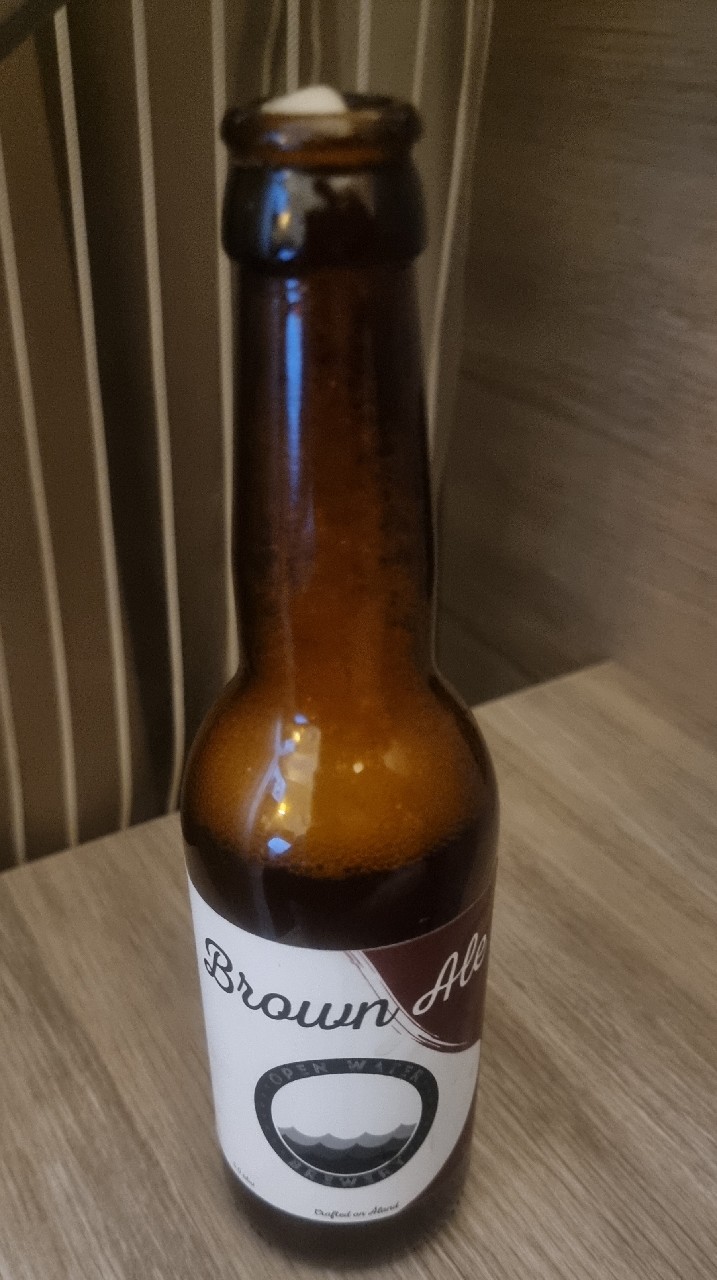 Brown Ale
OPEN WATER
BREWERY
Crafted on Åland